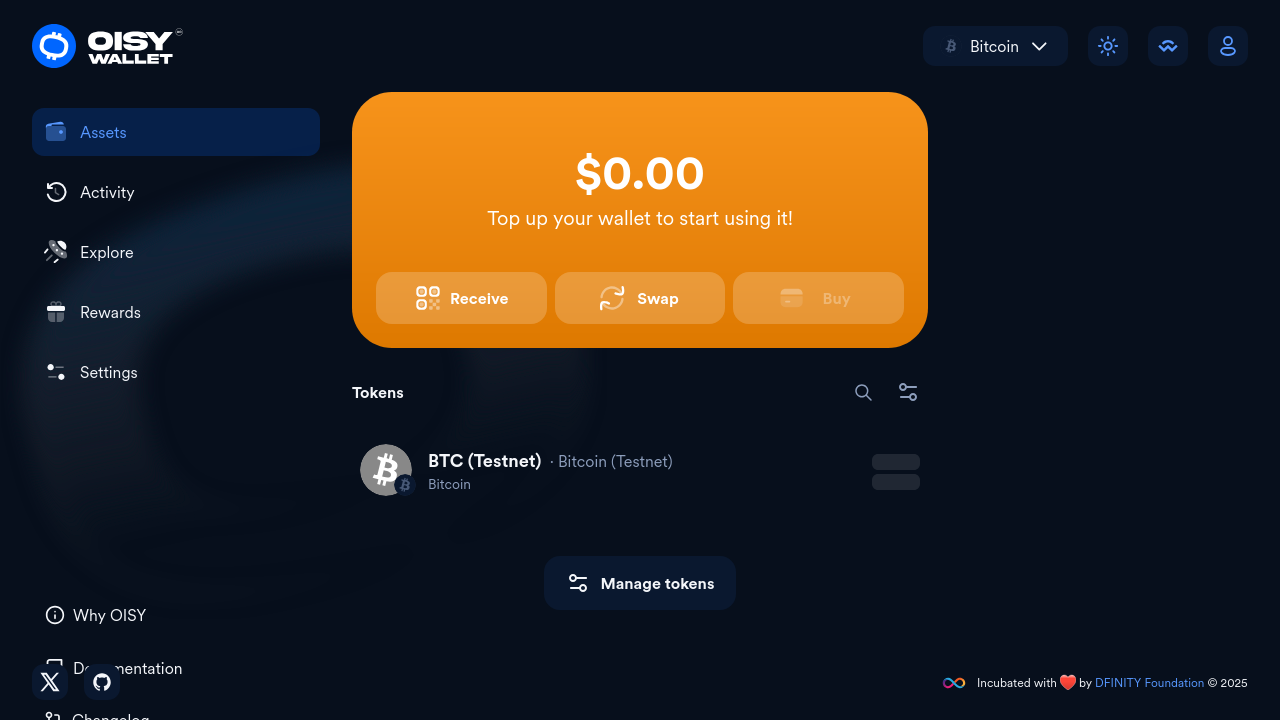 OISY
WALLET
Bitcoin
Assets
Activity
Explore
Rewards
Settings
$0.00
Top up your wallet to start using it!
Receive
Swap
Buy
Tokens
BTC (Testnet) · Bitcoin (Testnet)
Bitcoin
Manage tokens
Why OISY
Documentation
Changelog
Incubated with ❤️ by DFINITY Foundation © 2025